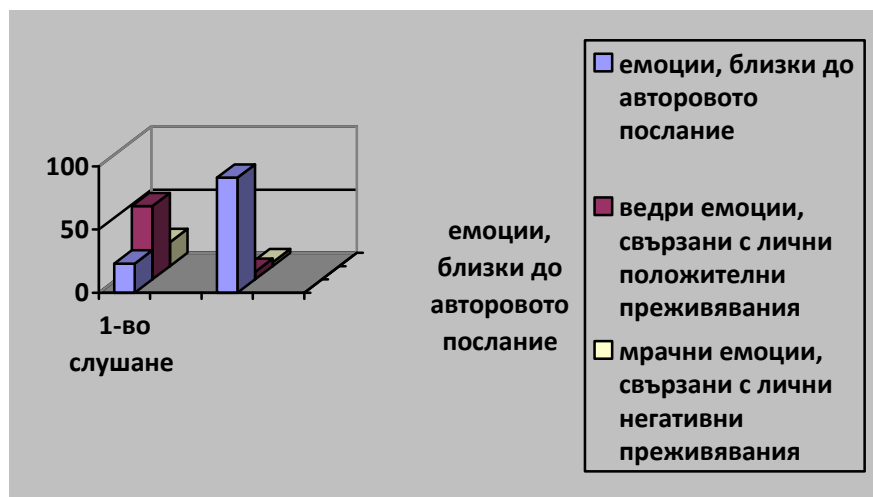 100
50
0
1-во
слушане
емоции,
близки до
авторовото
послание
емоции, близки до
авторовото
послание
ведри емоции,
свързани с лични
положителни
преживявания
мрачни емоции,
свързани с лични
негативни
преживявания